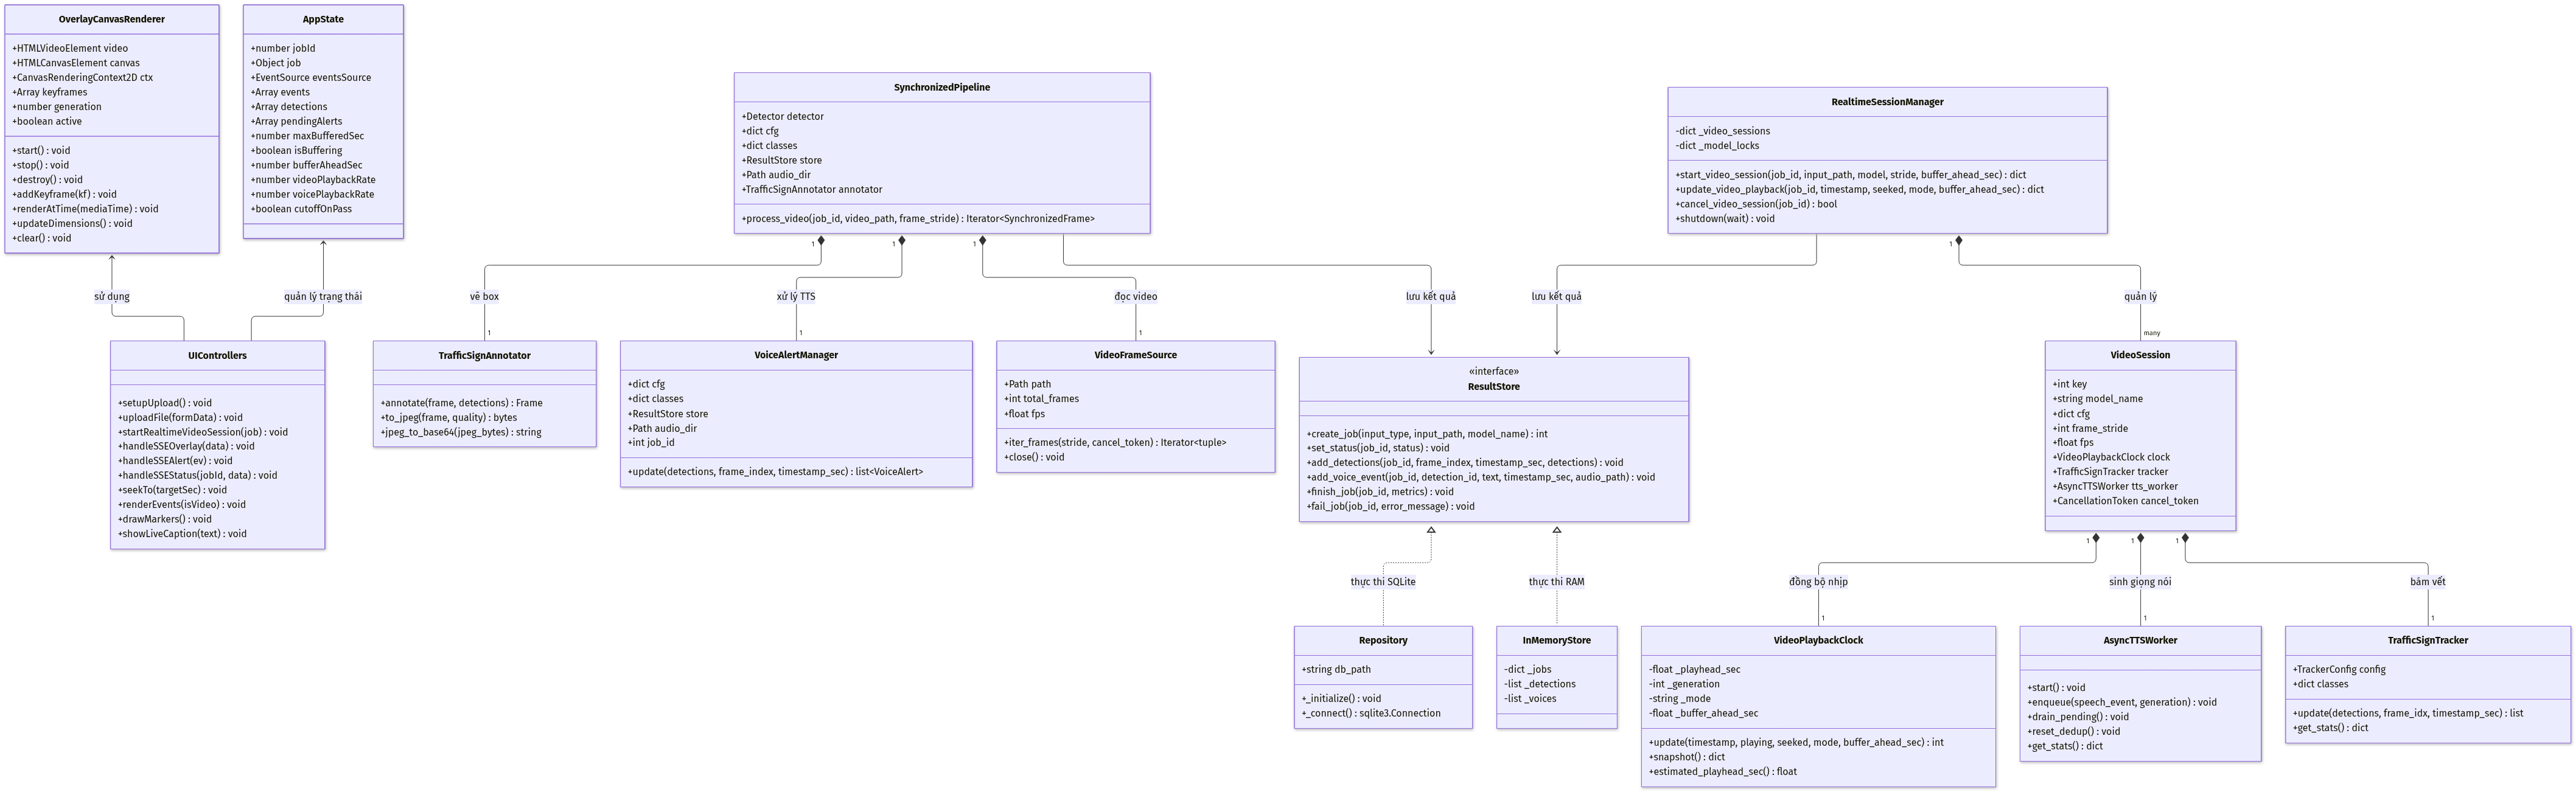 OverlayCanvasRenderer
+HTMLVideoElement video
+HTMLCanvasElement canvas
+CanvasRenderingContext2D ctx
+Array keyframes
+number generation
+boolean active
+start() : void
+stop() : void
+destroy() : void
+addKeyframe(kf) : void
+renderAtTime(mediaTime) : void
+updateDimensions() : void
+clear() : void
AppState
+number jobId
+Object job
+EventSource eventsSource
+Array events
+Array detections
+Array pendingAlerts
+number maxBufferedSec
+boolean isBuffering
+number bufferAheadSec
+number videoPlaybackRate
+number voicePlaybackRate
+boolean cutoffOnPass
SynchronizedPipeline
+Detector detector
+dict cfg
+dict classes
+ResultStore store
+Path audio_dir
+TrafficSignAnnotator annotator
+process_video(job_id, video_path, frame_stride) : Iterator<SynchronizedFrame>
RealtimeSessionManager
-dict _video_sessions
-dict _model_locks
+start_video_session(job_id, input_path, model, stride, buffer_ahead_sec) : dict
+update_video_playback(job_id, timestamp, seeked, mode, buffer_ahead_sec) : dict
+cancel_video_session(job_id) : bool
+shutdown(wait) : void
1
1
1
1
sử dụng
quản lý trạng thái
vẽ box
xử lý TTS
đọc video
lưu kết quả
lưu kết quả
quản lý
1
1
1
many
UIControllers
+setupUpload() : void
+uploadFile(formData) : void
+startRealtimeVideoSession(job) : void
+handleSSEOverlay(data) : void
+handleSSEAlert(ev) : void
+handleSSEStatus(jobId, data) : void
+seekTo(targetSec) : void
+renderEvents(isVideo) : void
+drawMarkers() : void
+showLiveCaption(text) : void
TrafficSignAnnotator
+annotate(frame, detections) : Frame
+to_jpeg(frame, quality) : bytes
+jpeg_to_base64(jpeg_bytes) : string
VoiceAlertManager
+dict cfg
+dict classes
+ResultStore store
+Path audio_dir
+int job_id
+update(detections, frame_index, timestamp_sec) : list<VoiceAlert>
VideoFrameSource
+Path path
+int total_frames
+float fps
+iter_frames(stride, cancel_token) : Iterator<tuple>
+close() : void
«interface»
ResultStore
+create_job(input_type, input_path, model_name) : int
+set_status(job_id, status) : void
+add_detections(job_id, frame_index, timestamp_sec, detections) : void
+add_voice_event(job_id, detection_id, text, timestamp_sec, audio_path) : void
+finish_job(job_id, metrics) : void
+fail_job(job_id, error_message) : void
VideoSession
+int key
+string model_name
+dict cfg
+int frame_stride
+float fps
+VideoPlaybackClock clock
+TrafficSignTracker tracker
+AsyncTTSWorker tts_worker
+CancellationToken cancel_token
1
1
1
thực thi SQLite
thực thi RAM
đồng bộ nhịp
sinh giọng nói
bám vết
1
1
1
Repository
+string db_path
+_initialize() : void
+_connect() : sqlite3.Connection
InMemoryStore
-dict _jobs
-list _detections
-list _voices
VideoPlaybackClock
-float _playhead_sec
-int _generation
-string _mode
-float _buffer_ahead_sec
+update(timestamp, playing, seeked, mode, buffer_ahead_sec) : int
+snapshot() : dict
+estimated_playhead_sec() : float
AsyncTTSWorker
+start() : void
+enqueue(speech_event, generation) : void
+drain_pending() : void
+reset_dedup() : void
+get_stats() : dict
TrafficSignTracker
+TrackerConfig config
+dict classes
+update(detections, frame_idx, timestamp_sec) : list
+get_stats() : dict